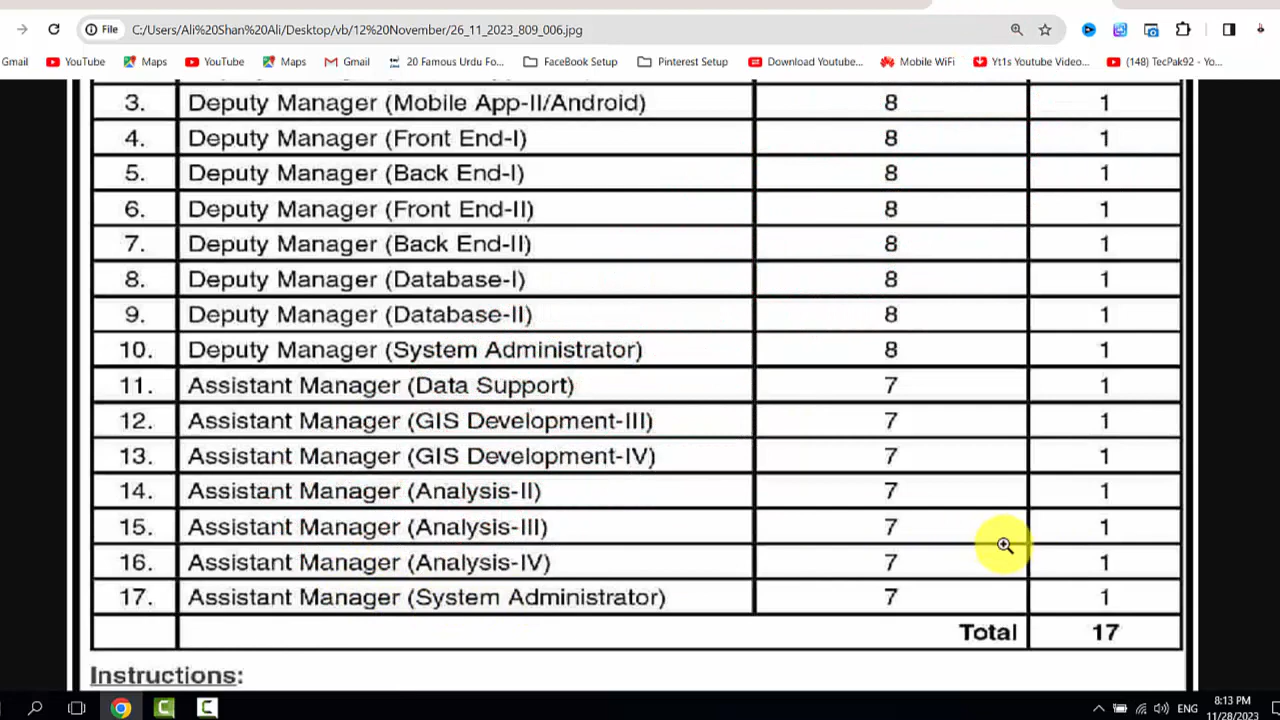 File C:/Users/Ali%20Shan%20Ali/Desktop/vb/12%20November/26_11_2023_809_006.jpg
Gmail YouTube Maps YouTube Maps Gmail 20 Famous Urdu Fo... FaceBook Setup Pinterest Setup Download Youtube... Mobile WiFi Yt1s Youtube Video... (148) TecPak92 - Yo...
3. Deputy Manager (Mobile App-II/Android) 8 1
4. Deputy Manager (Front End-I) 8 1
5. Deputy Manager (Back End-I) 8 1
6. Deputy Manager (Front End-II) 8 1
7. Deputy Manager (Back End-II) 8 1
8. Deputy Manager (Database-I) 8 1
9. Deputy Manager (Database-II) 8 1
10. Deputy Manager (System Administrator) 8 1
11. Assistant Manager (Data Support) 7 1
12. Assistant Manager (GIS Development-III) 7 1
13. Assistant Manager (GIS Development-IV) 7 1
14. Assistant Manager (Analysis-II) 7 1
15. Assistant Manager (Analysis-III) 7 1
16. Assistant Manager (Analysis-IV) 7 1
17. Assistant Manager (System Administrator) 7 1
Total 17
Instructions:
ENG 8:13 PM
11/28/2023